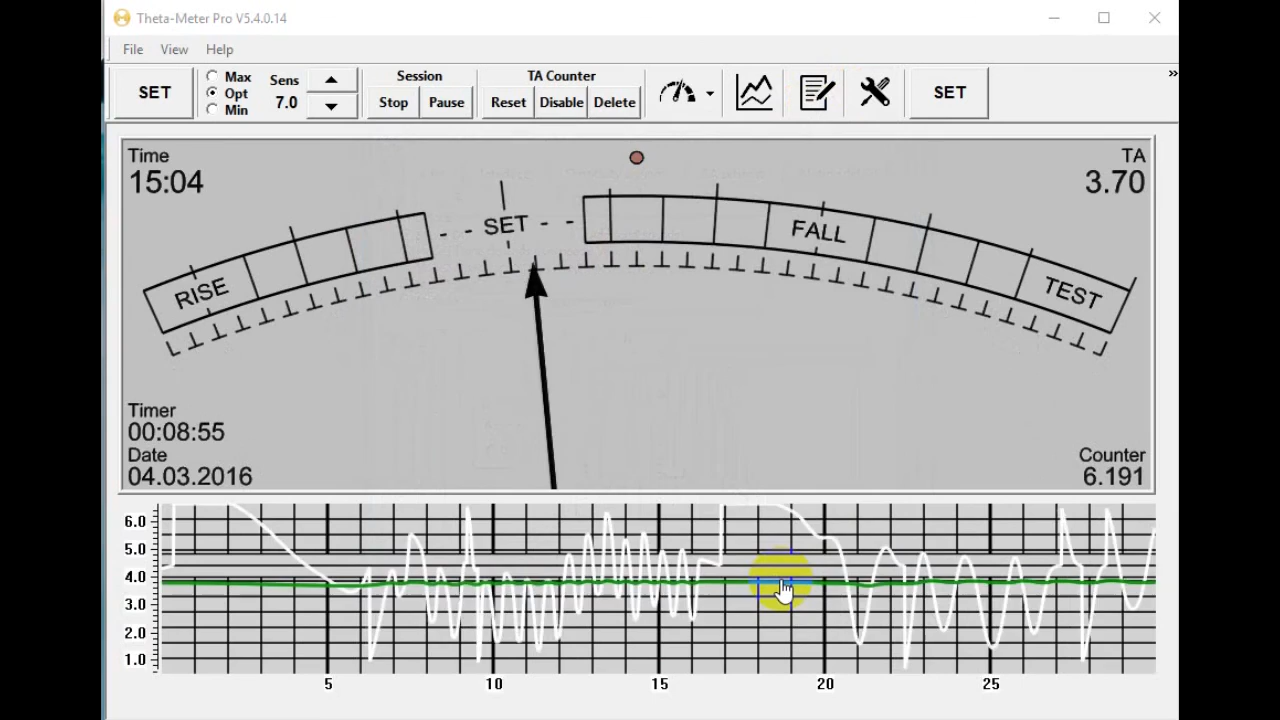 Theta-Meter Pro V5.4.0.14
File View Help
SET
Max
Opt
Min
Sens
7.0
Session
Stop Pause
TA Counter
Reset Disable Delete
SET
»
Time
15:04
TA
3.70
RISE
- - SET - -
FALL
TEST
Timer
00:08:55
Date
04.03.2016
Counter
6.191
6.0
5.0
4.0
3.0
2.0
1.0
5 10 15 20 25